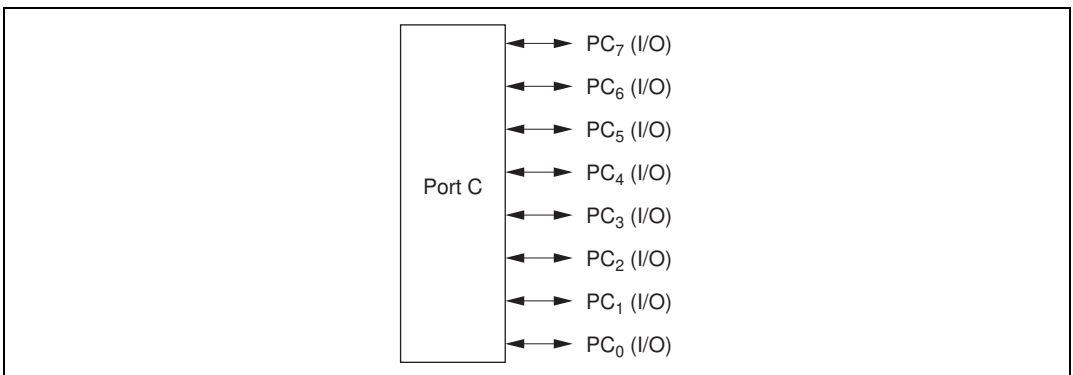 PC7 (I/O)
PC6 (I/O)
PC5 (I/O)
PC4 (I/O)
Port C
PC3 (I/O)
PC2 (I/O)
PC1 (I/O)
PC0 (I/O)